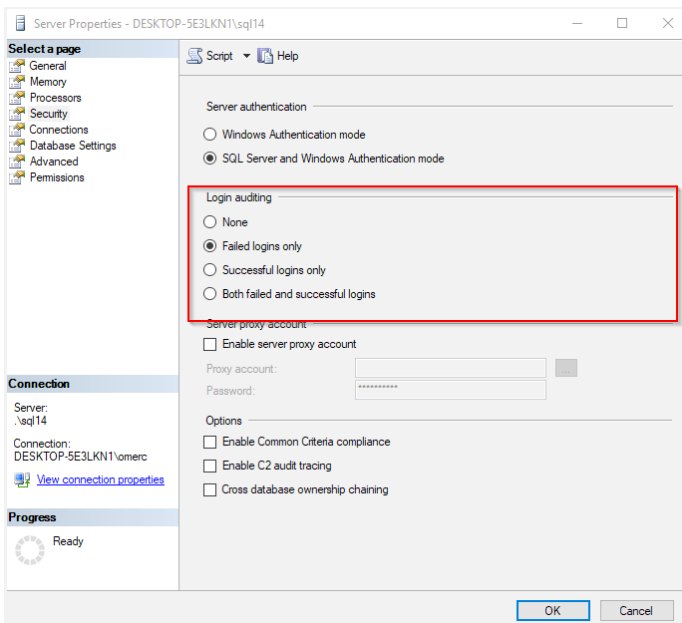 Server Properties - DESKTOP-5E3LKN1\sql14
Select a page
General
Memory
Processors
Security
Connections
Database Settings
Advanced
Permissions
Script Help
Server authentication
Windows Authentication mode
SQL Server and Windows Authentication mode
Login auditing
None
Failed logins only
Successful logins only
Both failed and successful logins
Server proxy account
Enable server proxy account
Proxy account:
...
Password:
**********
Options
Enable Common Criteria compliance
Enable C2 audit tracing
Cross database ownership chaining
Connection
Server:
.\sql14
Connection:
DESKTOP-5E3LKN1\omerc
View connection properties
Progress
Ready
OK Cancel